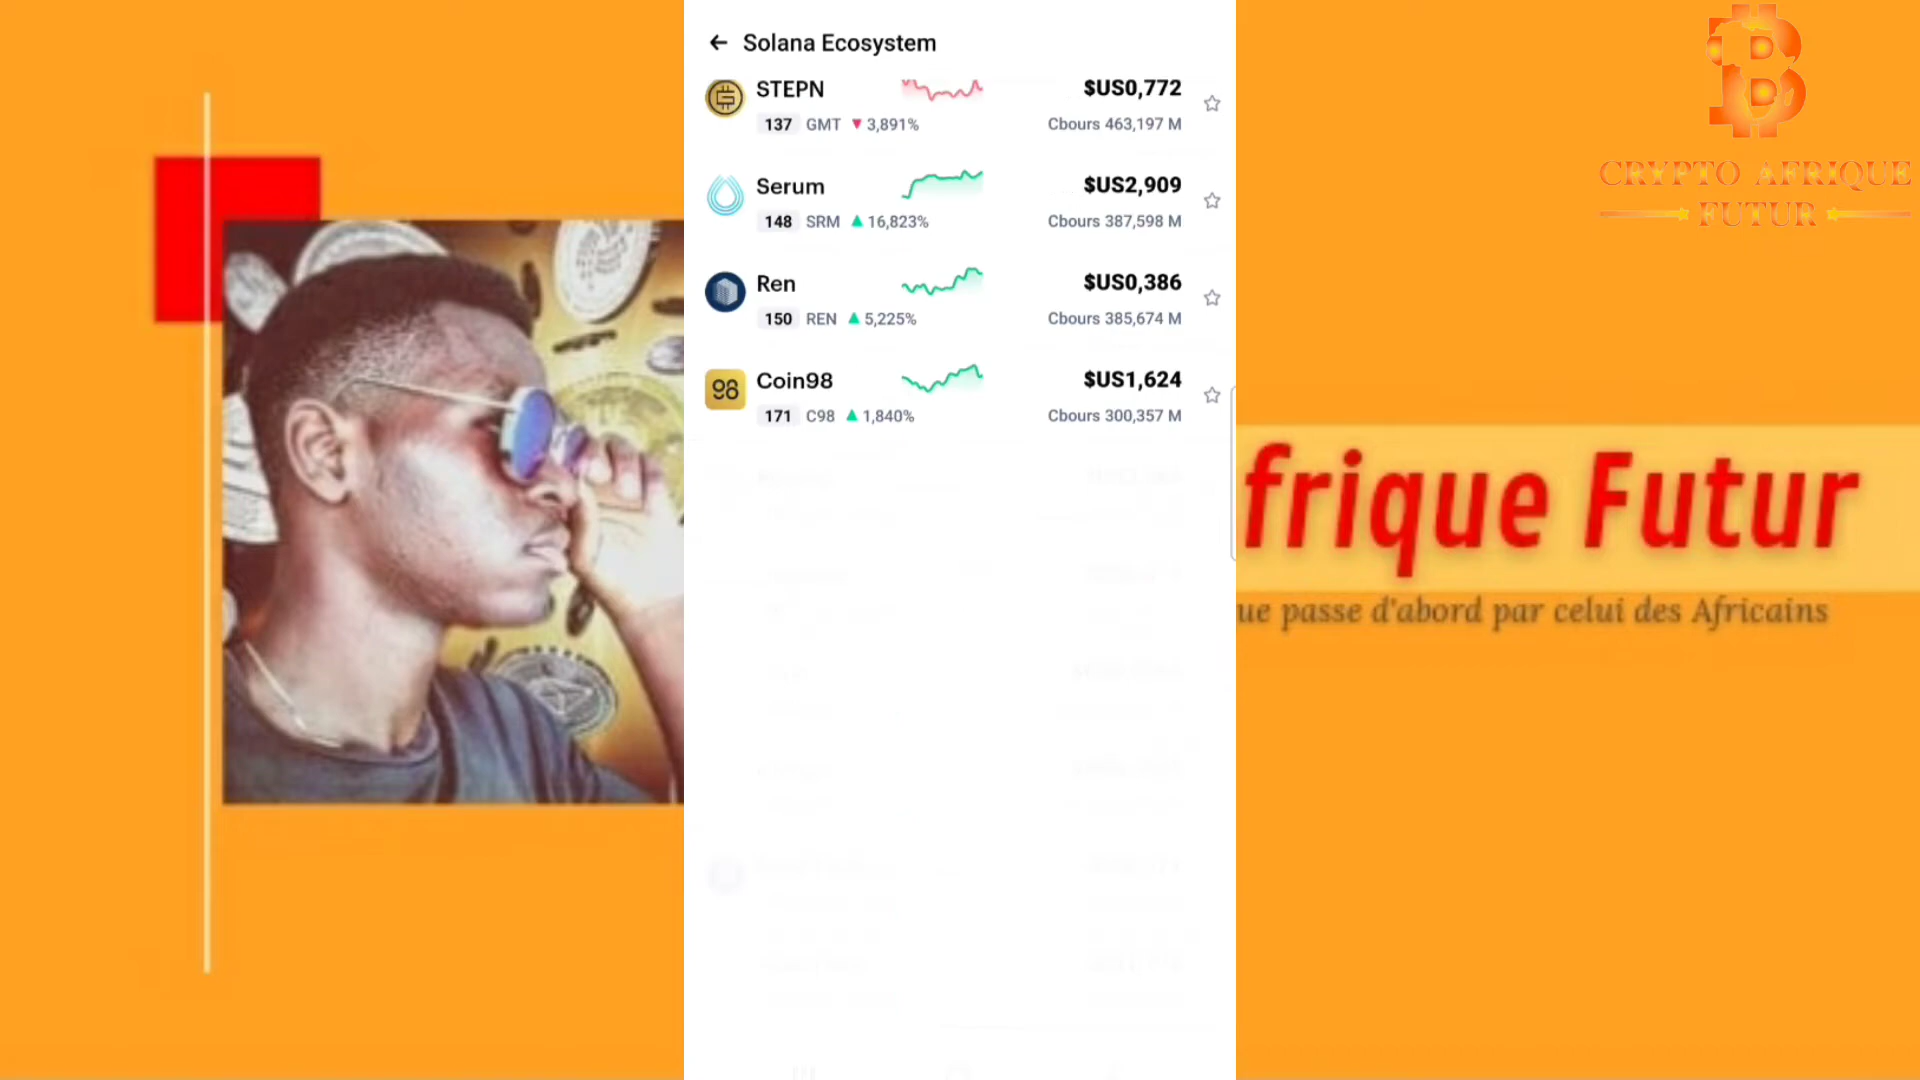 Solana Ecosystem
STEPN $US0,772
137 GMT ▼ 3,891% Cbours 463,197 M
Serum $US2,909
148 SRM ▲ 16,823% Cbours 387,598 M
Ren $US0,386
150 REN ▲ 5,225% Cbours 385,674 M
98 Coin98 $US1,624
171 C98 ▲ 1,840% Cbours 300,357 M
CRYPTO AFRIQUE
FUTUR
frique Futur
ue passe d'abord par celui des Africains